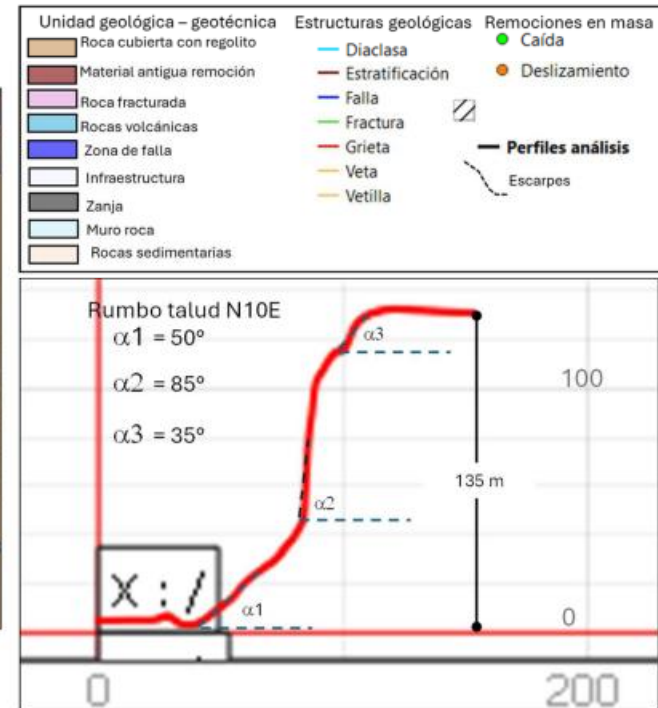 Unidad geológica – geotécnica
Roca cubierta con regolito
Material antigua remoción
Roca fracturada
Rocas volcánicas
Zona de falla
Infraestructura
Zanja
Muro roca
Rocas sedimentarias
Estructuras geológicas
Diaclasa
Estratificación
Falla
Fractura
Grieta
Veta
Vetilla
Remociones en masa
Caída
Deslizamiento
Perfiles análisis
Escarpes
Rumbo talud N10E
α1 = 50º
α2 = 85º
α3 = 35º
α3
100
135 m
α2
X : /
α1
0
0
200